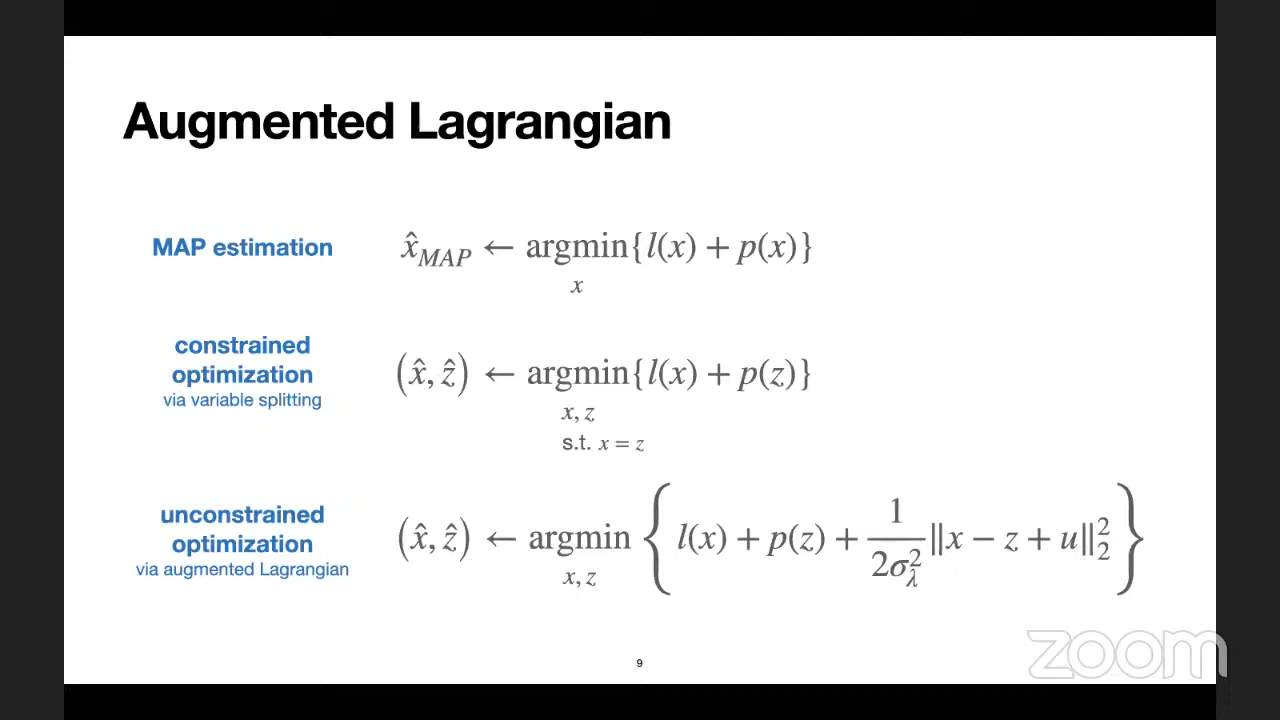 Augmented Lagrangian
MAP estimation
x̂_MAP ← argmin{l(x) + p(x)}
x
constrained
optimization
via variable splitting
(x̂, ẑ) ← argmin{l(x) + p(z)}
x, z
s.t. x = z
unconstrained
optimization
via augmented Lagrangian
(x̂, ẑ) ← argmin { l(x) + p(z) + 1/(2σ_λ^2) ‖x − z + u‖_2^2 }
x, z
9
zoom